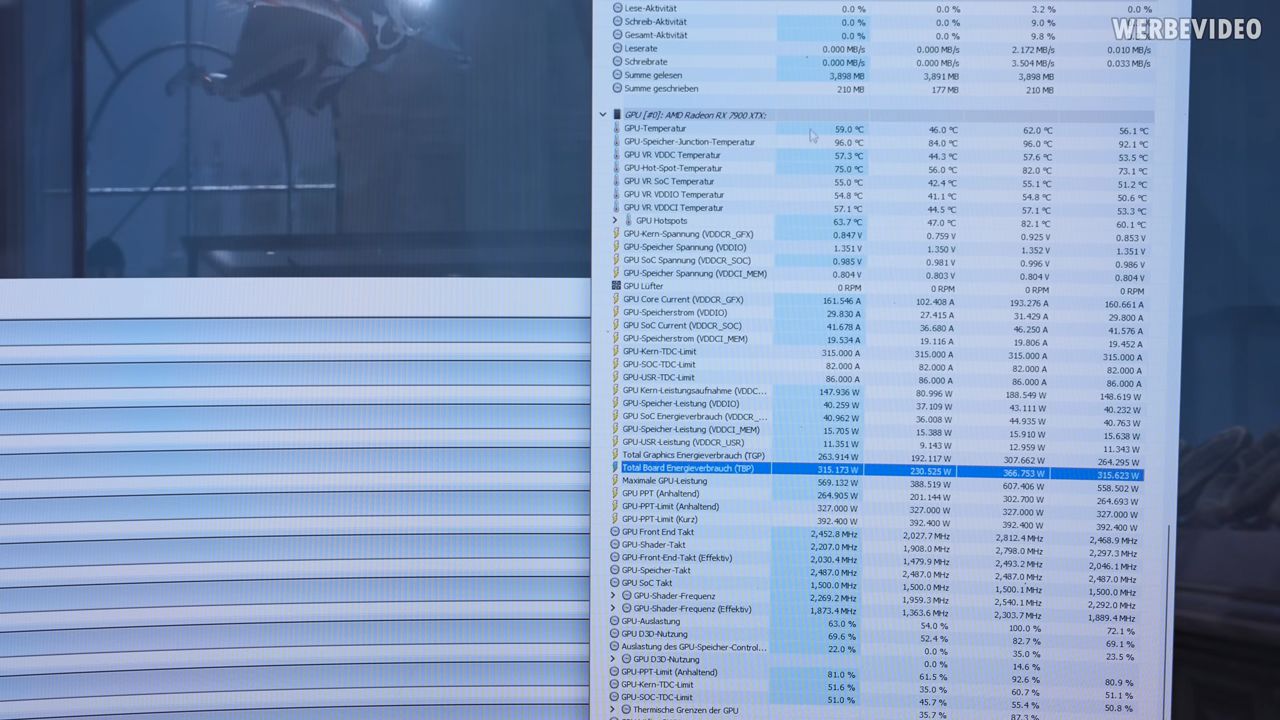 WERBEVIDEO
Lese-Aktivität 0.0 % 0.0 % 3.2 % 0.0 %
Schreib-Aktivität 0.0 % 0.0 % 9.0 % 0.0 %
Gesamt-Aktivität 0.0 % 0.0 % 9.8 %
Leserate 0.000 MB/s 0.000 MB/s 2.172 MB/s 0.010 MB/s
Schreibrate 0.000 MB/s 0.000 MB/s 3.504 MB/s 0.033 MB/s
Summe gelesen 3,898 MB 3,891 MB 3,898 MB
Summe geschrieben 210 MB 177 MB 210 MB
GPU [#0]: AMD Radeon RX 7900 XTX:
GPU-Temperatur 59.0 °C 46.0 °C 62.0 °C 56.1 °C
GPU-Speicher-Junction-Temperatur 96.0 °C 84.0 °C 96.0 °C 92.1 °C
GPU VR VDDC Temperatur 57.3 °C 44.3 °C 57.6 °C 53.5 °C
GPU-Hot-Spot-Temperatur 75.0 °C 56.0 °C 82.0 °C 73.1 °C
GPU VR SoC Temperatur 55.0 °C 42.4 °C 55.1 °C 51.2 °C
GPU VR VDDIO Temperatur 54.8 °C 41.1 °C 54.8 °C 50.6 °C
GPU VR VDDCI Temperatur 57.1 °C 44.5 °C 57.1 °C 53.3 °C
GPU Hotspots 63.7 °C 47.0 °C 82.1 °C 60.1 °C
GPU-Kern-Spannung (VDDCR_GFX) 0.847 V 0.759 V 0.925 V 0.853 V
GPU-Speicher Spannung (VDDIO) 1.351 V 1.350 V 1.352 V 1.351 V
GPU SoC Spannung (VDDCR_SOC) 0.985 V 0.981 V 0.996 V 0.986 V
GPU-Speicher Spannung (VDDCI_MEM) 0.804 V 0.803 V 0.804 V 0.804 V
GPU Lüfter 0 RPM 0 RPM 0 RPM 0 RPM
GPU Core Current (VDDCR_GFX) 161.546 A 102.408 A 193.276 A 160.661 A
GPU-Speicherstrom (VDDIO) 29.830 A 27.415 A 31.429 A 29.800 A
GPU SoC Current (VDDCR_SOC) 41.678 A 36.680 A 46.250 A 41.576 A
GPU-Speicherstrom (VDDCI_MEM) 19.534 A 19.116 A 19.806 A 19.452 A
GPU-Kern-TDC-Limit 315.000 A 315.000 A 315.000 A 315.000 A
GPU-SOC-TDC-Limit 82.000 A 82.000 A 82.000 A 82.000 A
GPU-USR-TDC-Limit 86.000 A 86.000 A 86.000 A 86.000 A
GPU Kern-Leistungsaufnahme (VDDC... 147.936 W 80.996 W 188.549 W 148.619 W
GPU-Speicher-Leistung (VDDIO) 40.259 W 37.109 W 43.111 W 40.232 W
GPU SoC Energieverbrauch (VDDCR_... 40.962 W 36.008 W 44.935 W 40.763 W
GPU-Speicher-Leistung (VDDCI_MEM) 15.705 W 15.388 W 15.910 W 15.638 W
GPU-USR-Leistung (VDDCR_USR) 11.351 W 9.143 W 12.959 W 11.343 W
Total Graphics Energieverbrauch (TGP) 263.914 W 192.117 W 307.662 W 264.295 W
Total Board Energieverbrauch (TBP) 315.173 W 230.525 W 366.753 W 315.623 W
Maximale GPU-Leistung 569.132 W 388.519 W 607.406 W 558.502 W
GPU PPT (Anhaltend) 264.905 W 201.144 W 302.700 W 264.693 W
GPU-PPT-Limit (Anhaltend) 327.000 W 327.000 W 327.000 W 327.000 W
GPU-PPT-Limit (Kurz) 392.400 W 392.400 W 392.400 W 392.400 W
GPU Front End Takt 2,452.8 MHz 2,027.7 MHz 2,812.4 MHz 2,468.9 MHz
GPU-Shader-Takt 2,207.0 MHz 1,908.0 MHz 2,798.0 MHz 2,297.3 MHz
GPU-Front-End-Takt (Effektiv) 2,030.4 MHz 1,479.9 MHz 2,493.2 MHz 2,046.1 MHz
GPU-Speicher-Takt 2,487.0 MHz 2,487.0 MHz 2,487.0 MHz 2,487.0 MHz
GPU SoC Takt 1,500.0 MHz 1,500.0 MHz 1,500.1 MHz 1,500.0 MHz
GPU-Shader-Frequenz 2,269.2 MHz 1,959.3 MHz 2,540.1 MHz 2,292.0 MHz
GPU-Shader-Frequenz (Effektiv) 1,873.4 MHz 1,363.6 MHz 2,303.7 MHz 1,889.4 MHz
GPU-Auslastung 63.0 % 54.0 % 100.0 % 72.1 %
GPU D3D-Nutzung 69.6 % 52.4 % 82.7 % 69.1 %
Auslastung des GPU-Speicher-Control... 22.0 % 0.0 % 35.0 % 23.5 %
GPU D3D-Nutzung 0.0 % 14.6 %
GPU-PPT-Limit (Anhaltend) 81.0 % 61.5 % 92.6 % 80.9 %
GPU-Kern-TDC-Limit 51.6 % 35.0 % 60.7 % 51.1 %
GPU-SOC-TDC-Limit 51.0 % 45.7 % 55.4 % 50.8 %
Thermische Grenzen der GPU 35.7 % 87.3 %